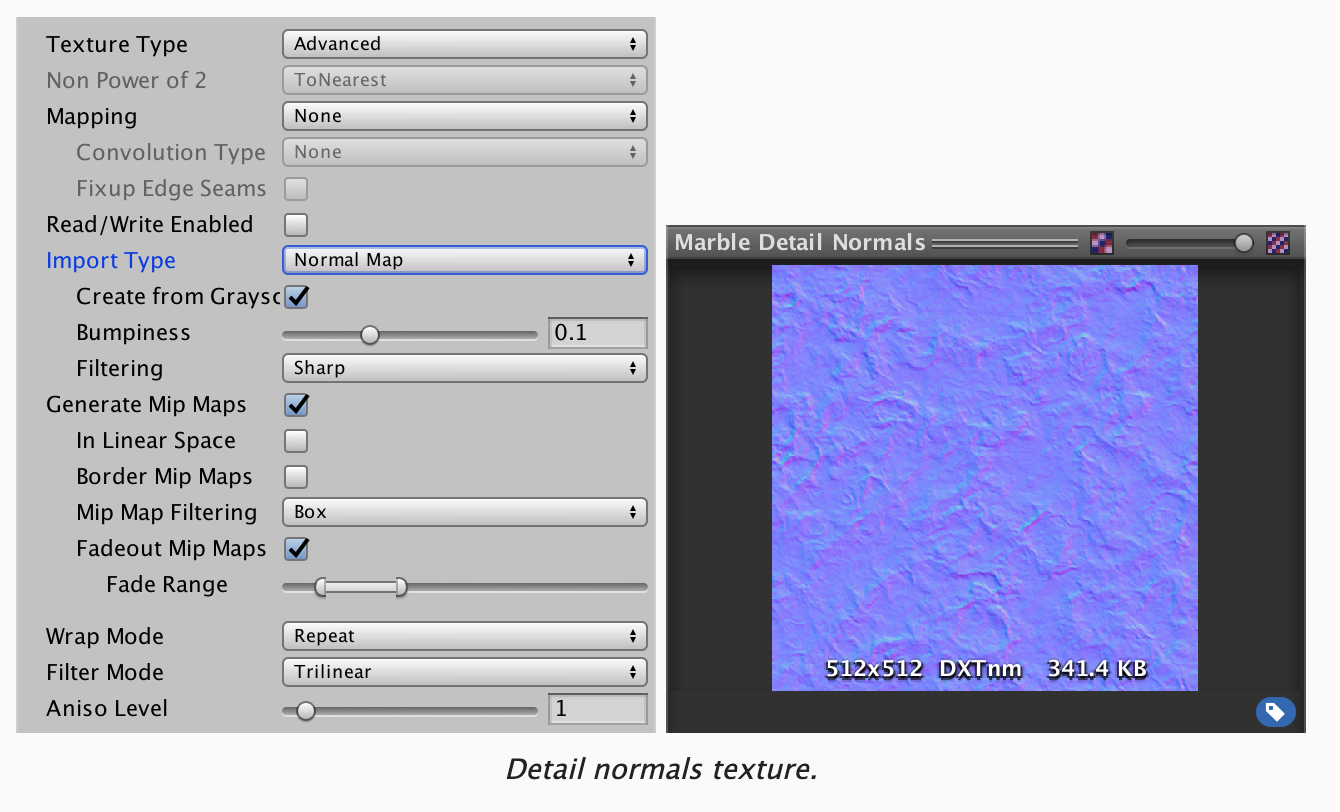 Texture Type Advanced
Non Power of 2 ToNearest
Mapping None
Convolution Type None
Fixup Edge Seams
Read/Write Enabled
Import Type Normal Map
Create from Graysc
Bumpiness 0.1
Filtering Sharp
Generate Mip Maps
In Linear Space
Border Mip Maps
Mip Map Filtering Box
Fadeout Mip Maps
Fade Range
Wrap Mode Repeat
Filter Mode Trilinear
Aniso Level 1
Marble Detail Normals
512x512 DXTnm 341.4 KB
Detail normals texture.